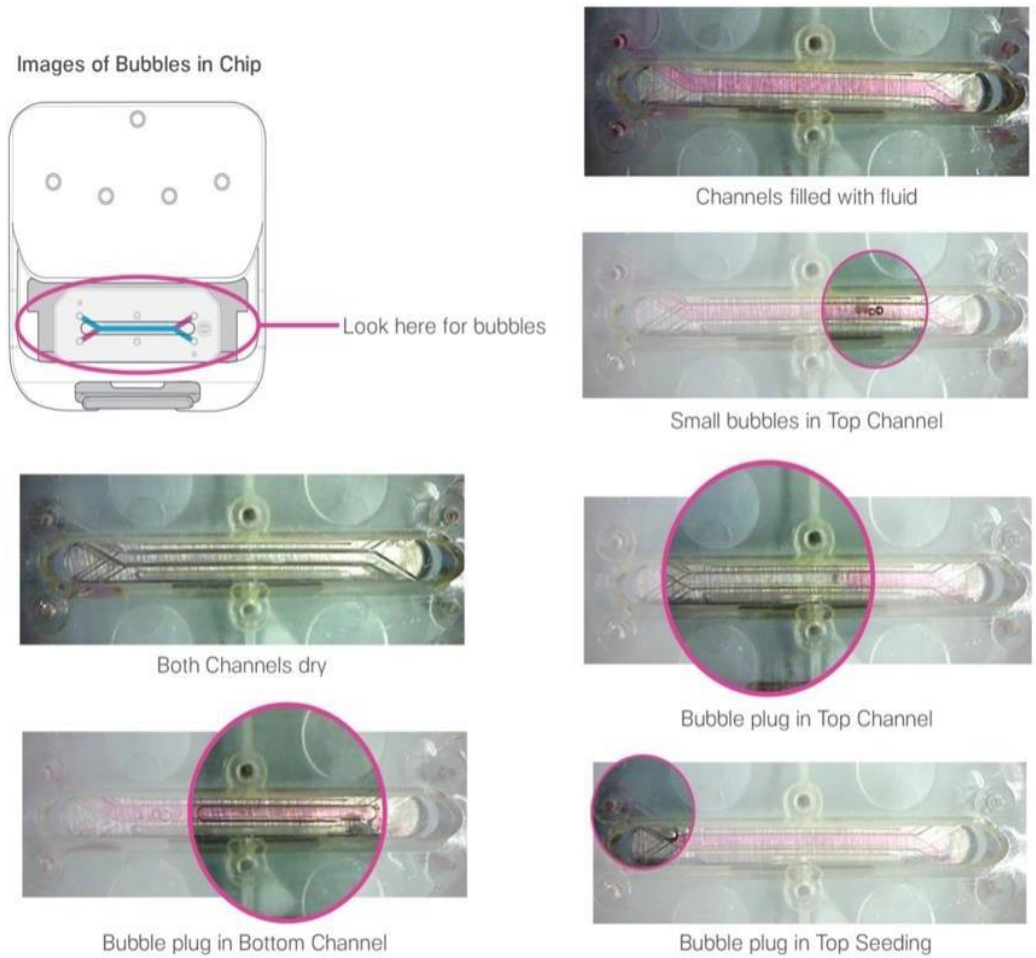 Images of Bubbles in Chip
Look here for bubbles
Channels filled with fluid
Small bubbles in Top Channel
Both Channels dry
Bubble plug in Top Channel
Bubble plug in Bottom Channel
Bubble plug in Top Seeding